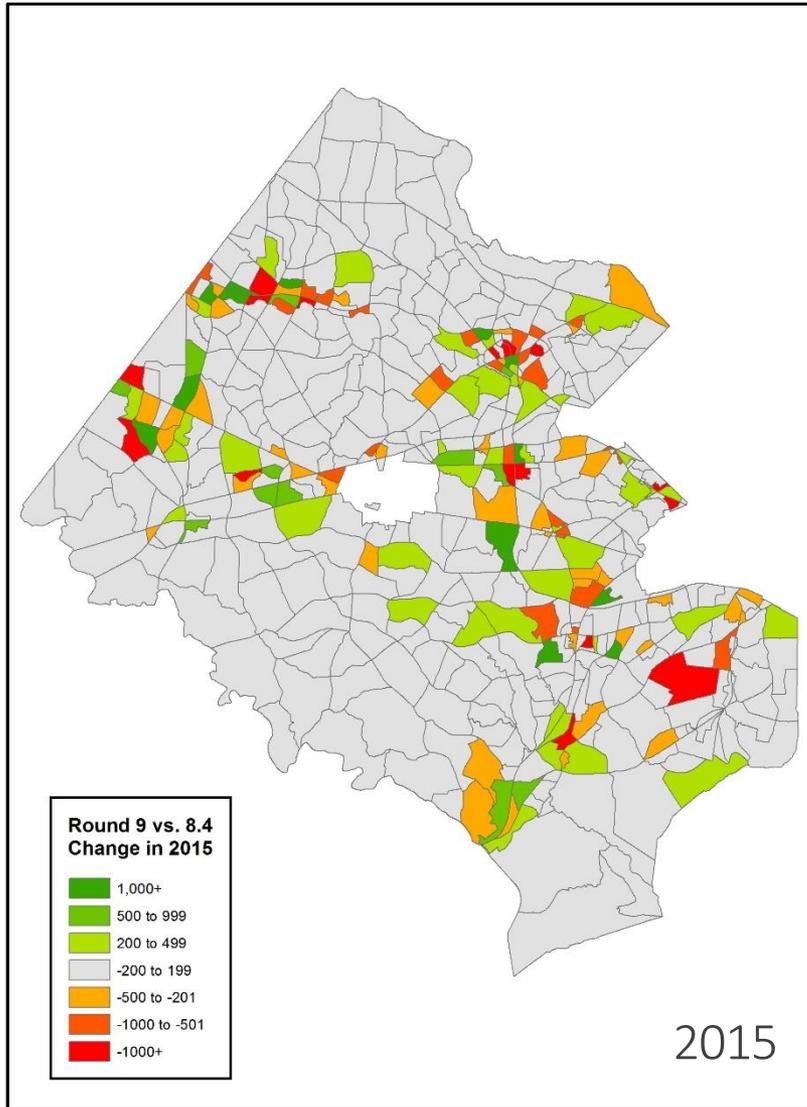 Round 9 vs. 8.4
Change in 2015
1,000+
500 to 999
200 to 499
-200 to 199
-500 to -201
-1000 to -501
-1000+
2015